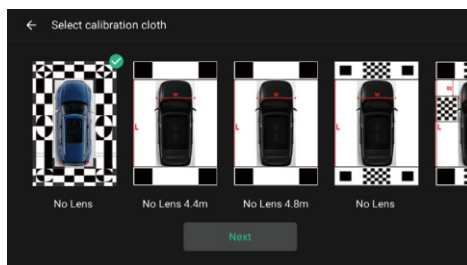 Select calibration cloth
L
L
L
No Lens
No Lens 4.4m
No Lens 4.8m
No Lens
Next